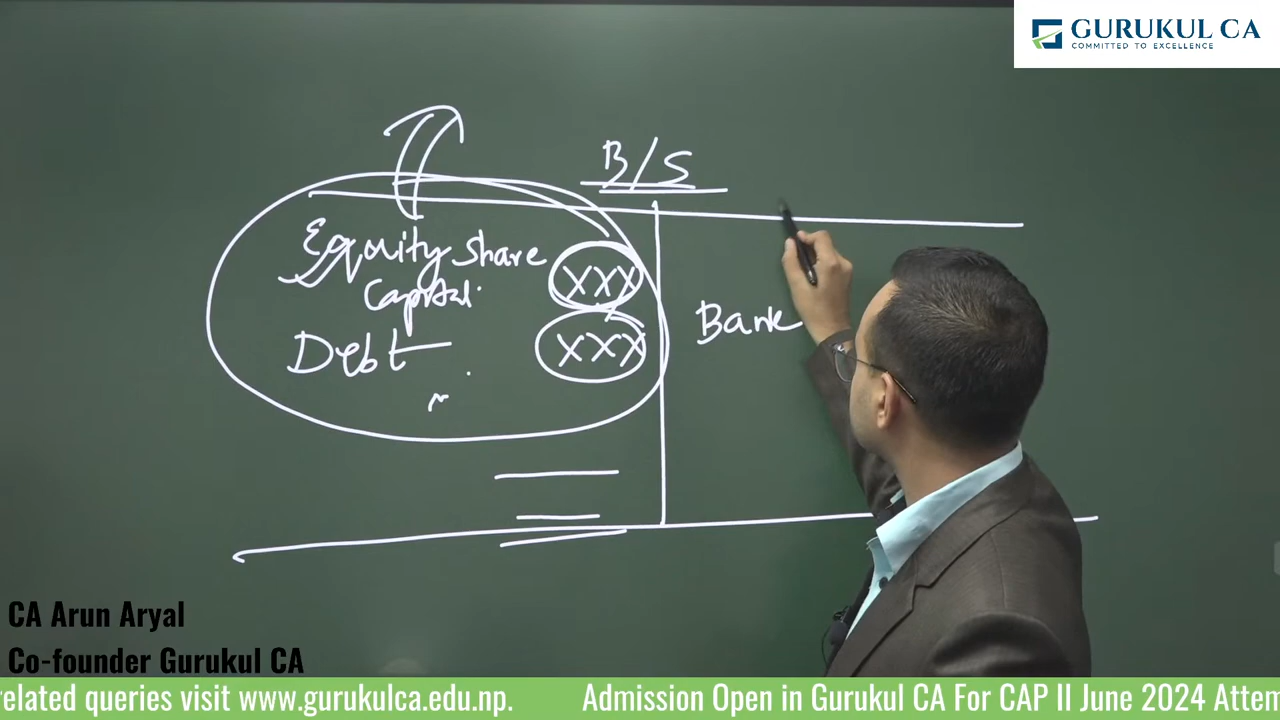 GURUKUL CA
COMMITTED TO EXCELLENCE
B/S
Equity Share
Capital
XXX
Debt
XXX
Bank
CA Arun Aryal
Co-founder Gurukul CA
related queries visit www.gurukulca.edu.np. Admission Open in Gurukul CA For CAP II June 2024 Attem